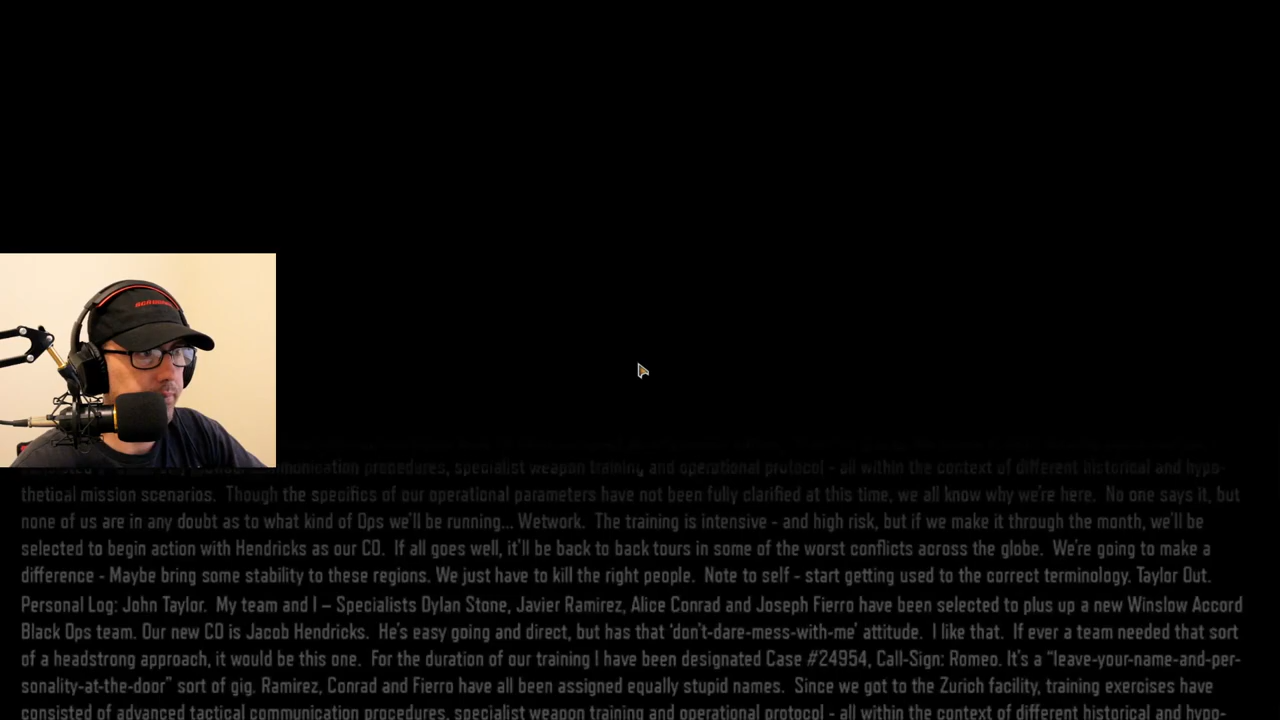 munication procedures, specialist weapon training and operational protocol - all within the context of different historical and hypo-
thetical mission scenarios. Though the specifics of our operational parameters have not been fully clarified at this time, we all know why we're here. No one says it, but
none of us are in any doubt as to what kind of Ops we'll be running... Wetwork. The training is intensive - and high risk, but if we make it through the month, we'll be
selected to begin action with Hendricks as our CO. If all goes well, it'll be back to back tours in some of the worst conflicts across the globe. We're going to make a
difference - Maybe bring some stability to these regions. We just have to kill the right people. Note to self - start getting used to the correct terminology. Taylor Out.
Personal Log: John Taylor. My team and I – Specialists Dylan Stone, Javier Ramirez, Alice Conrad and Joseph Fierro have been selected to plus up a new Winslow Accord
Black Ops team. Our new CO is Jacob Hendricks. He's easy going and direct, but has that 'don't-dare-mess-with-me' attitude. I like that. If ever a team needed that sort
of a headstrong approach, it would be this one. For the duration of our training I have been designated Case #24954, Call-Sign: Romeo. It's a “leave-your-name-and-per-
sonality-at-the-door” sort of gig. Ramirez, Conrad and Fierro have all been assigned equally stupid names. Since we got to the Zurich facility, training exercises have
consisted of advanced tactical communication procedures, specialist weapon training and operational protocol - all within the context of different historical and hypo-